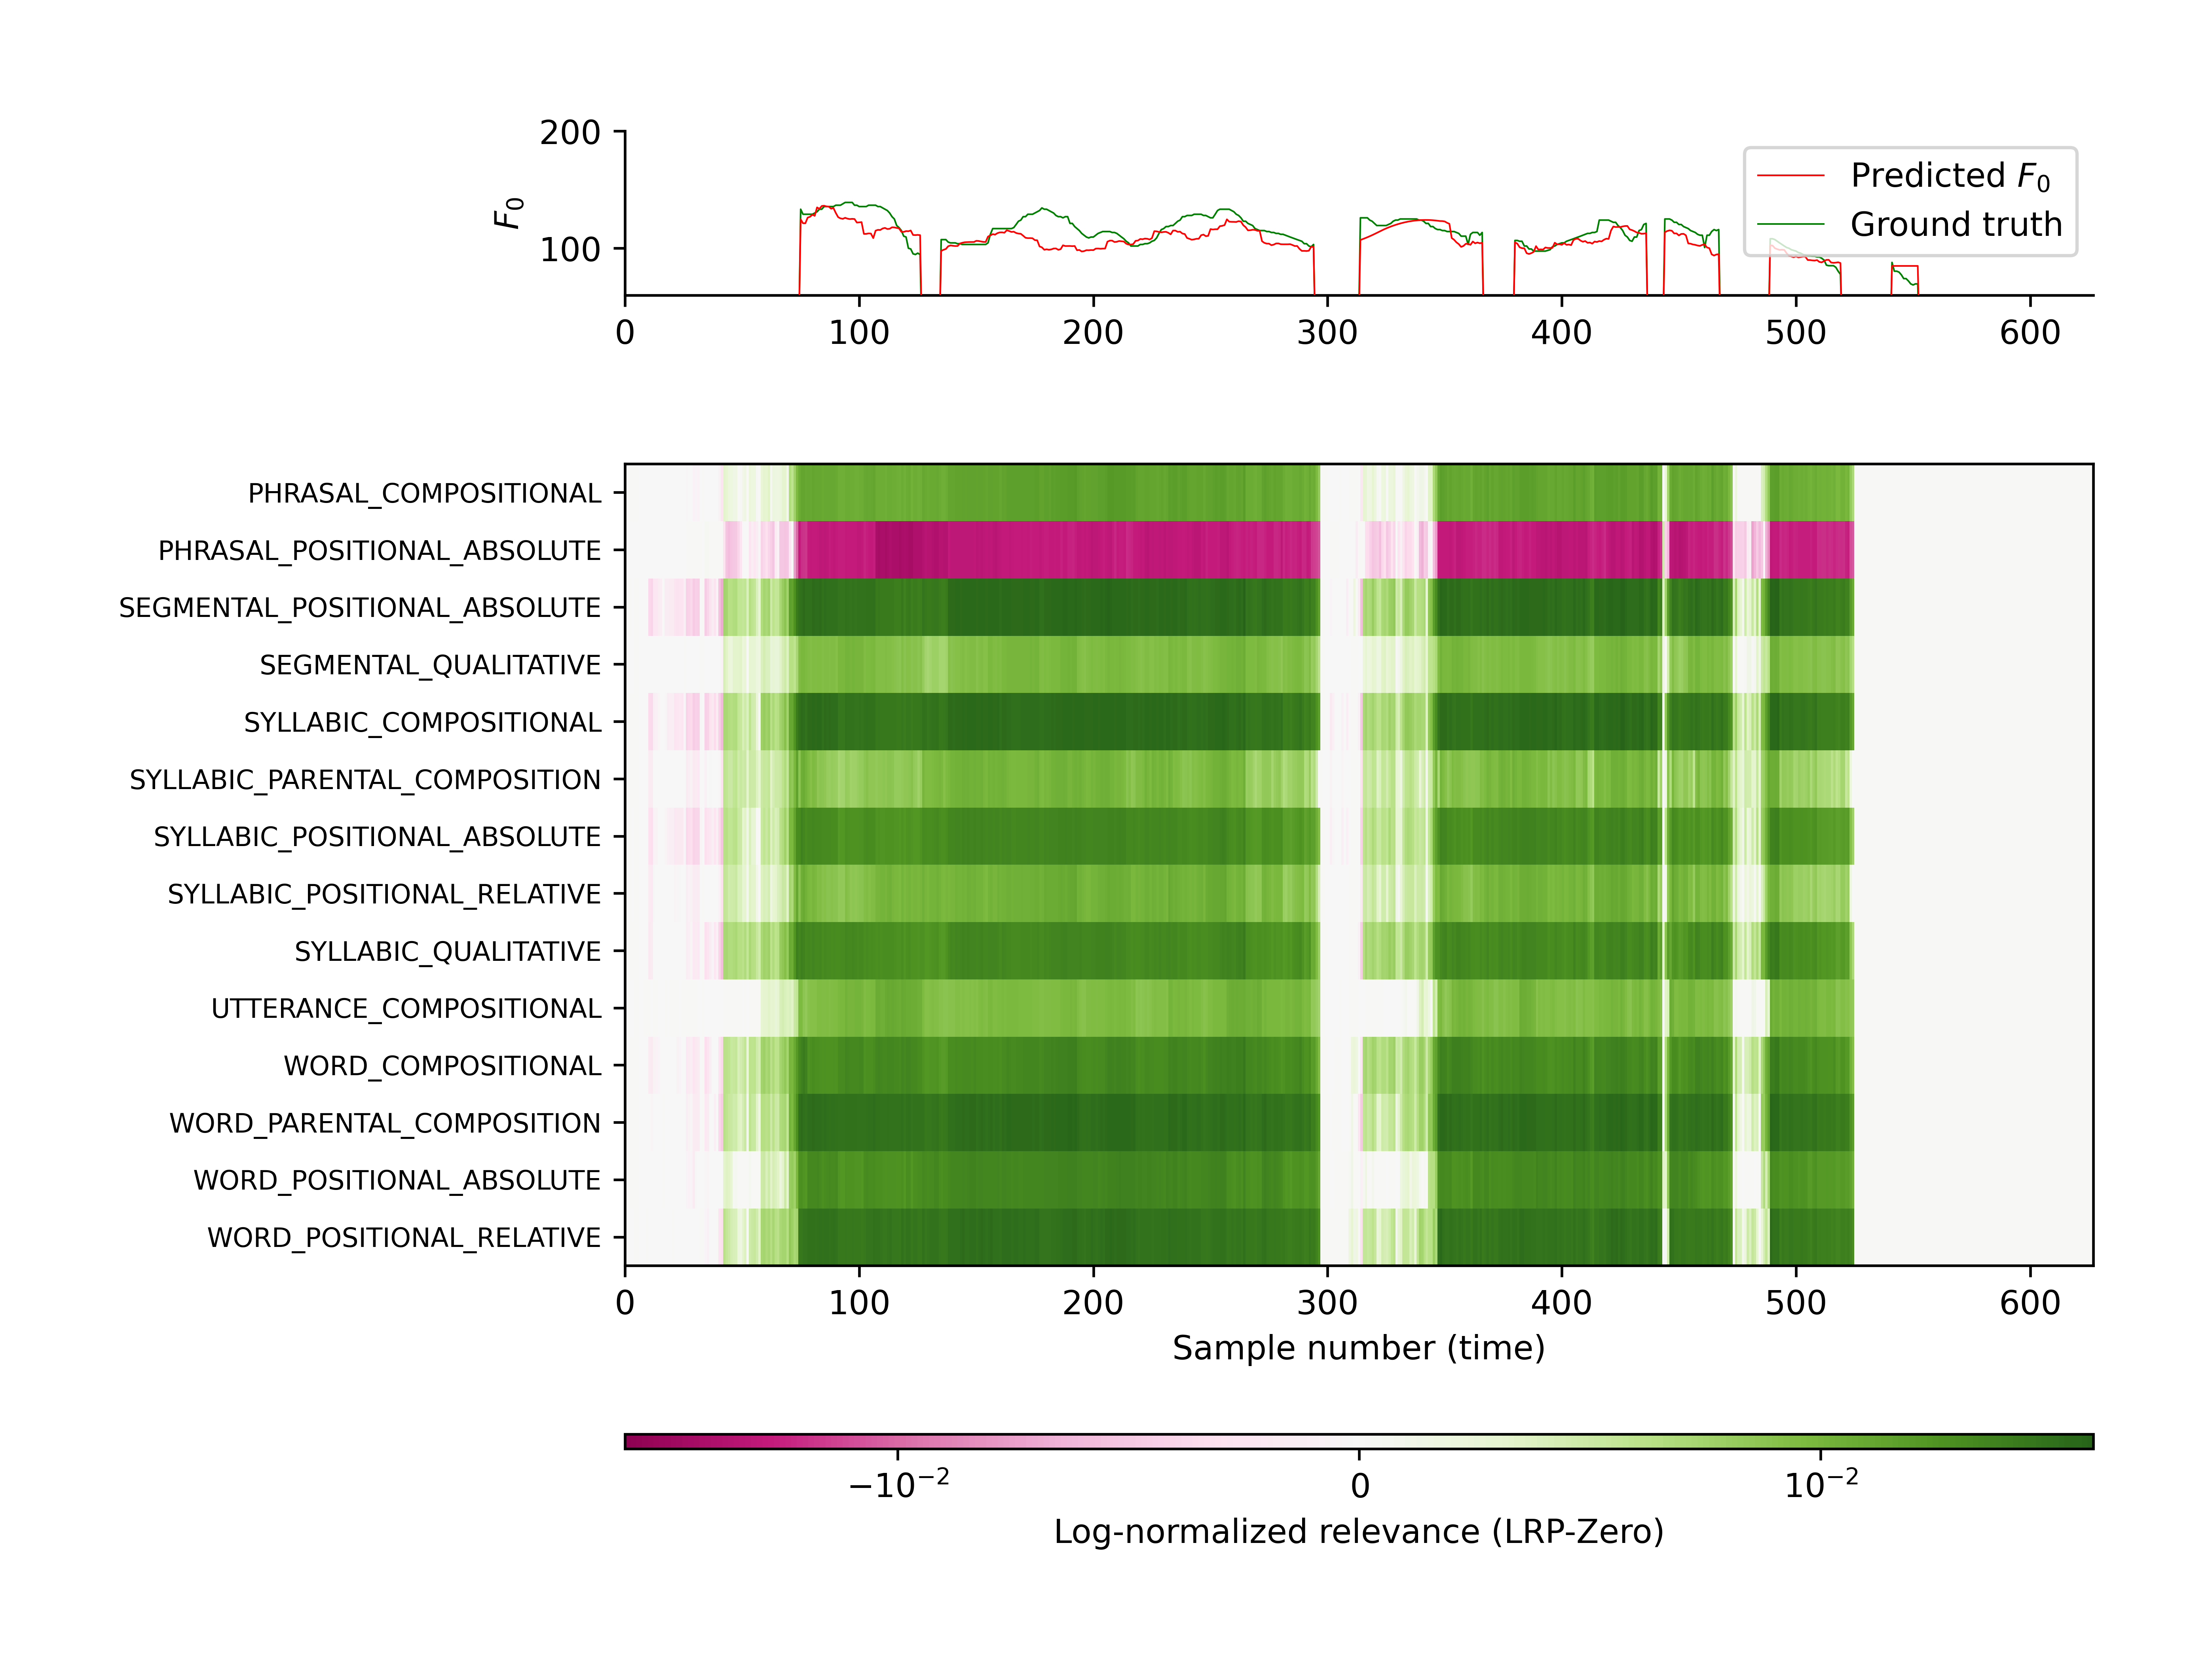 200
100
F₀
Predicted F₀
Ground truth
0 100 200 300 400 500 600
PHRASAL_COMPOSITIONAL
PHRASAL_POSITIONAL_ABSOLUTE
SEGMENTAL_POSITIONAL_ABSOLUTE
SEGMENTAL_QUALITATIVE
SYLLABIC_COMPOSITIONAL
SYLLABIC_PARENTAL_COMPOSITION
SYLLABIC_POSITIONAL_ABSOLUTE
SYLLABIC_POSITIONAL_RELATIVE
SYLLABIC_QUALITATIVE
UTTERANCE_COMPOSITIONAL
WORD_COMPOSITIONAL
WORD_PARENTAL_COMPOSITION
WORD_POSITIONAL_ABSOLUTE
WORD_POSITIONAL_RELATIVE
0 100 200 300 400 500 600
Sample number (time)
−10⁻² 0 10⁻²
Log-normalized relevance (LRP-Zero)